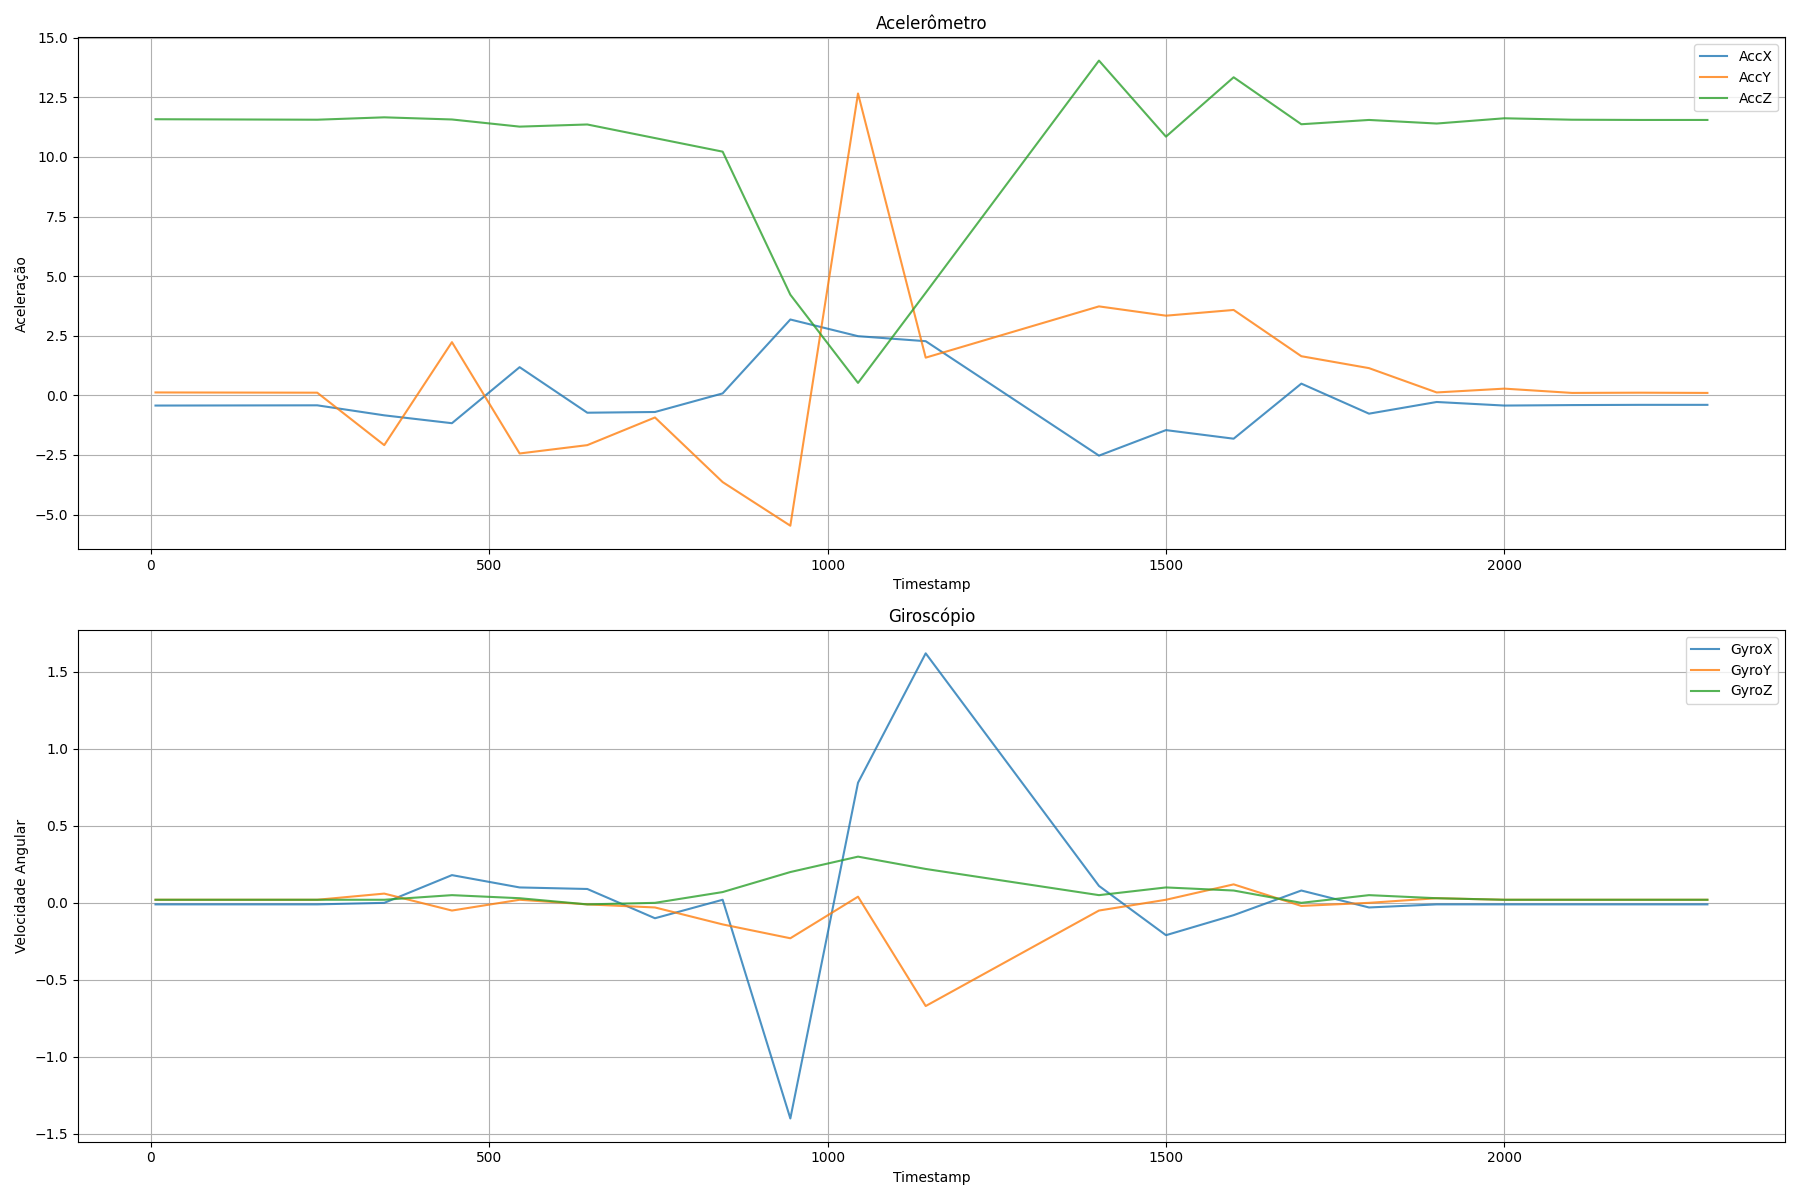 Acelerômetro
15.0
12.5
10.0
7.5
5.0
2.5
0.0
−2.5
−5.0
Aceleração
AccX
AccY
AccZ
0 500 1000 1500 2000
Timestamp
Giroscópio
1.5
1.0
0.5
0.0
−0.5
−1.0
−1.5
Velocidade Angular
GyroX
GyroY
GyroZ
0 500 1000 1500 2000
Timestamp